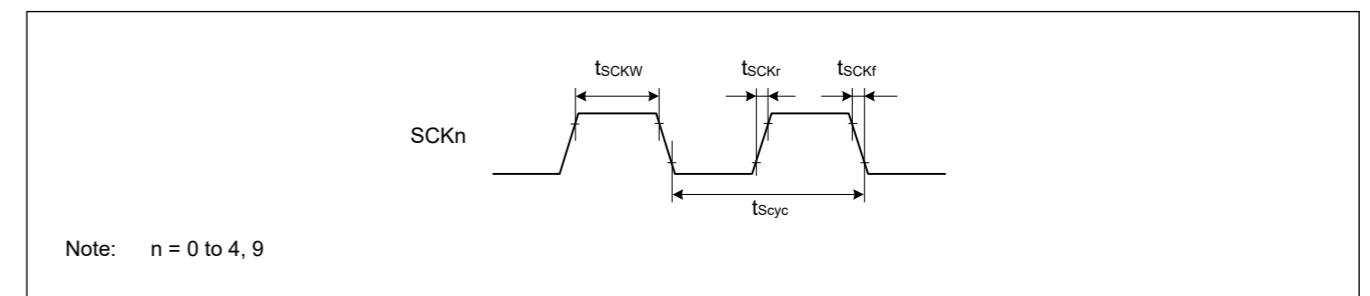 tSCKW tSCKr tSCKf
SCKn
tScyc
Note: n = 0 to 4, 9